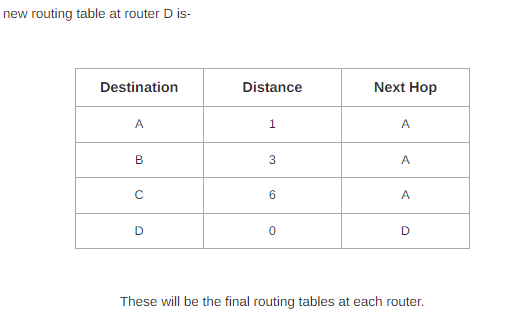 new routing table at router D is-
Destination Distance Next Hop
A 1 A
B 3 A
C 6 A
D 0 D
These will be the final routing tables at each router.